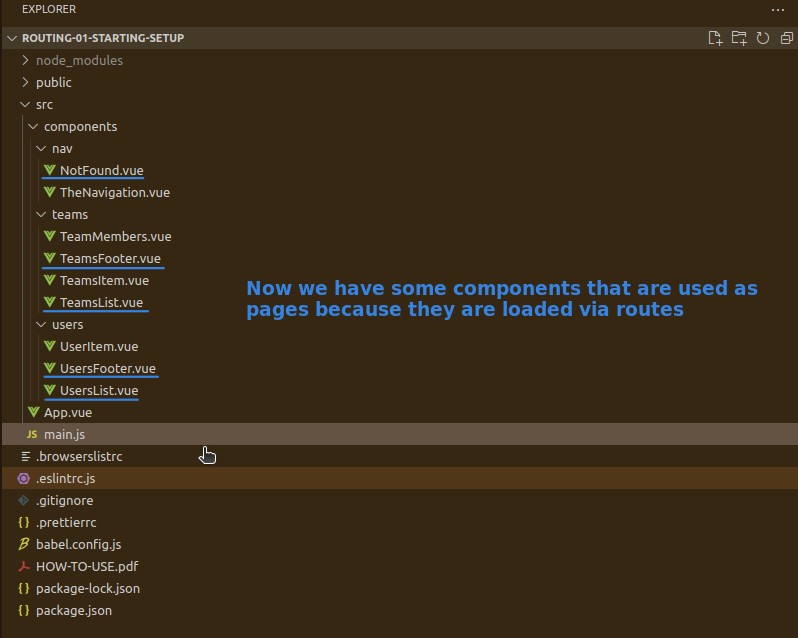 EXPLORER
ROUTING-01-STARTING-SETUP
node_modules
public
src
components
nav
NotFound.vue
TheNavigation.vue
teams
TeamMembers.vue
TeamsFooter.vue
TeamsItem.vue
TeamsList.vue
Now we have some components that are used as
pages because they are loaded via routes
users
UserItem.vue
UsersFooter.vue
UsersList.vue
App.vue
JS main.js
.browserslistrc
.eslintrc.js
.gitignore
{} .prettierrc
babel.config.js
HOW-TO-USE.pdf
{} package-lock.json
{} package.json